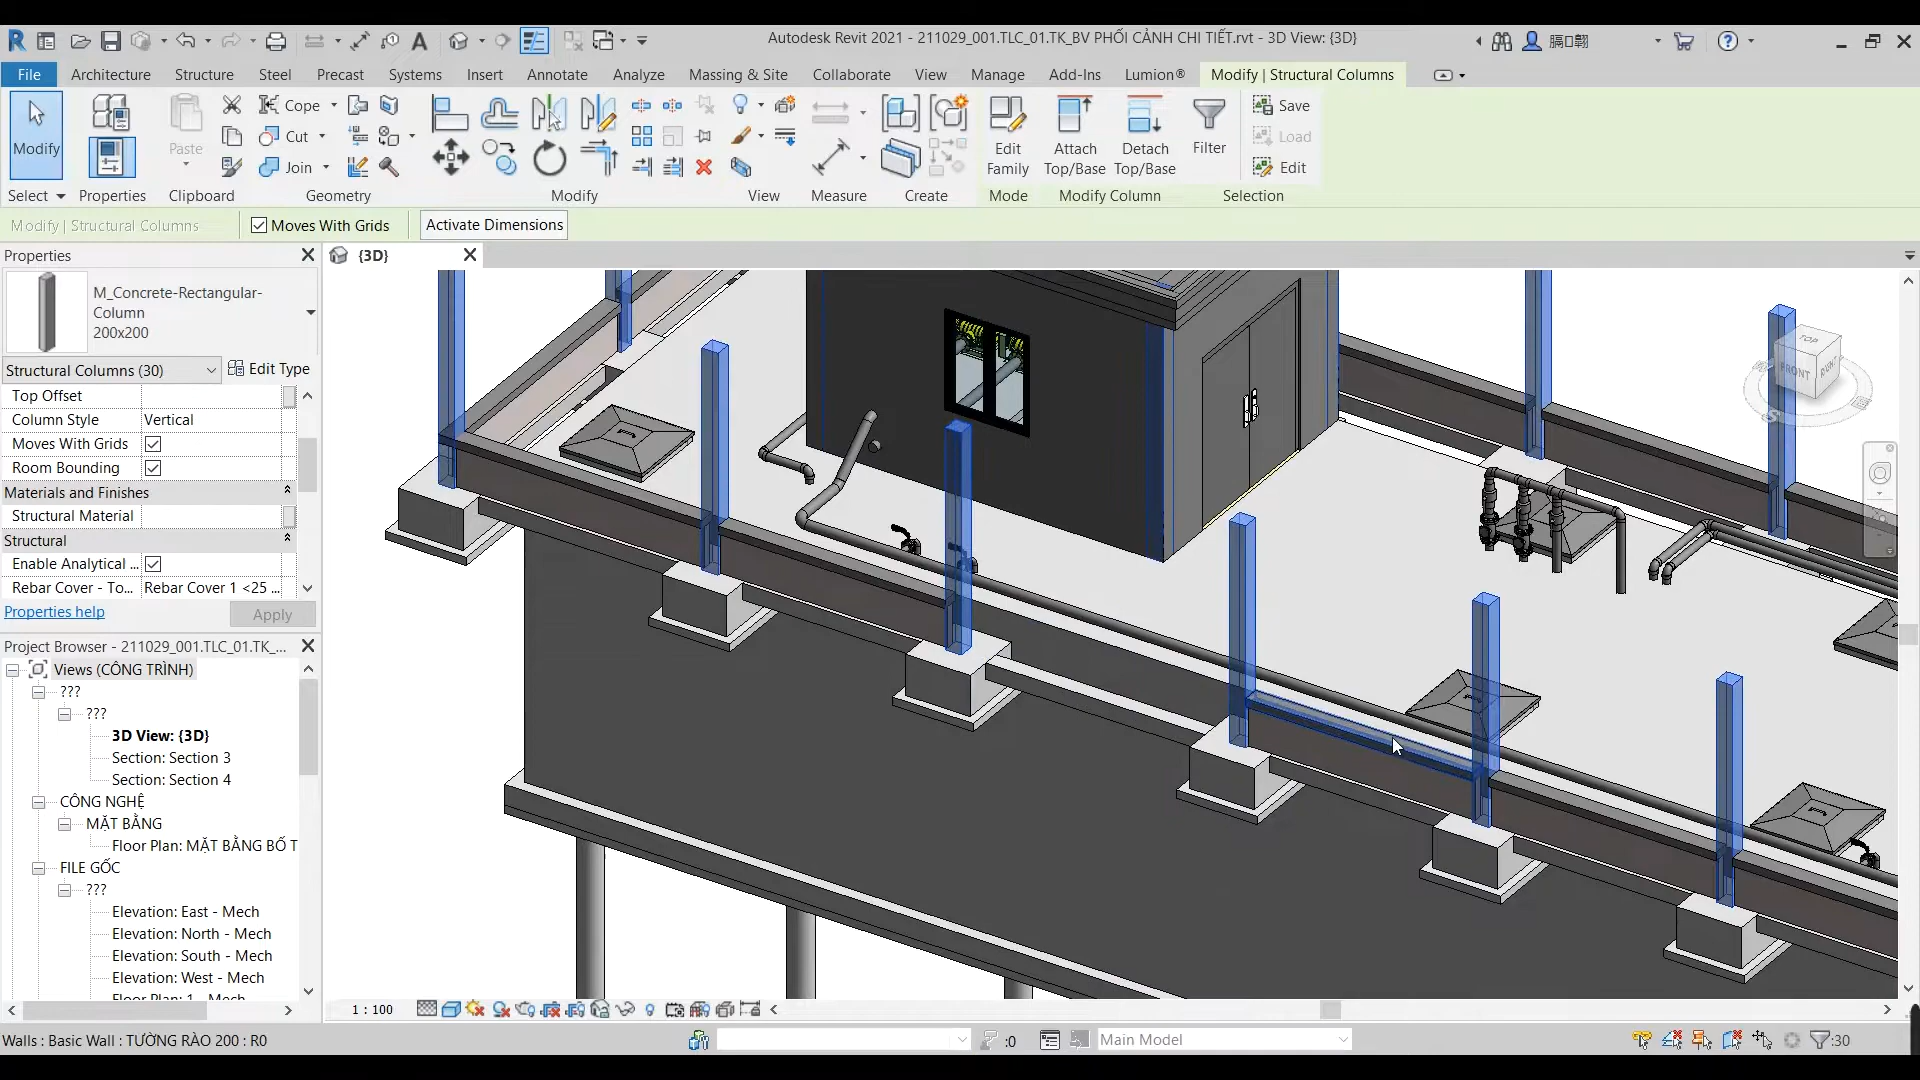 Autodesk Revit 2021 - 211029_001.TLC_01.TK_BV PHỐI CẢNH CHI TIẾT.rvt - 3D View: {3D}
File Architecture Structure Steel Precast Systems Insert Annotate Analyze Massing & Site Collaborate View Manage Add-Ins Lumion® Modify | Structural Columns
Cope Save
Cut Load
Modify Paste Join Edit Family Attach Top/Base Detach Top/Base Filter Edit
Select Properties Clipboard Geometry Modify View Measure Create Mode Modify Column Selection
Modify | Structural Columns Moves With Grids Activate Dimensions
Properties
{3D}
M_Concrete-Rectangular-
Column
200x200
Structural Columns (30) Edit Type
Top Offset
Column Style Vertical
Moves With Grids
Room Bounding
Materials and Finishes
Structural Material
Structural
Enable Analytical ...
Rebar Cover - To... Rebar Cover 1 <25 ...
Properties help Apply
Project Browser - 211029_001.TLC_01.TK_...
Views (CÔNG TRÌNH)
???
???
3D View: {3D}
Section: Section 3
Section: Section 4
CÔNG NGHỆ
MẶT BẰNG
Floor Plan: MẶT BẰNG BỐ T
FILE GỐC
???
Elevation: East - Mech
Elevation: North - Mech
Elevation: South - Mech
Elevation: West - Mech
Floor Plan: 1 - Mech
TOP
FRONT
1 : 100
Walls : Basic Wall : TƯỜNG RÀO 200 : R0
:0
Main Model
:30